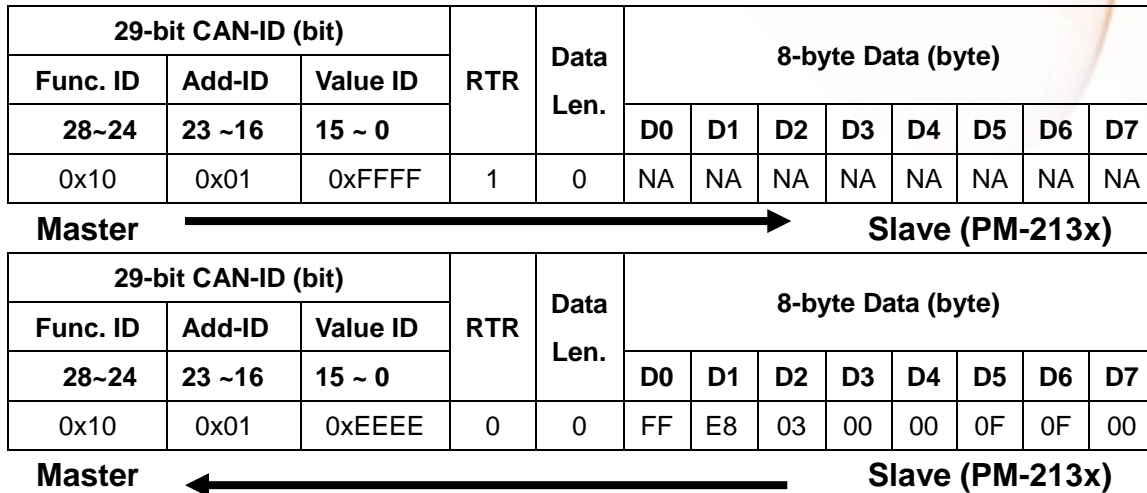 29-bit CAN-ID (bit) RTR Data Len. 8-byte Data (byte)
Func. ID Add-ID Value ID
28~24 23 ~16 15 ~ 0 D0 D1 D2 D3 D4 D5 D6 D7
0x10 0x01 0xFFFF 1 0 NA NA NA NA NA NA NA NA
Master Slave (PM-213x)
29-bit CAN-ID (bit) RTR Data Len. 8-byte Data (byte)
Func. ID Add-ID Value ID
28~24 23 ~16 15 ~ 0 D0 D1 D2 D3 D4 D5 D6 D7
0x10 0x01 0xEEEE 0 0 FF E8 03 00 00 0F 0F 00
Master Slave (PM-213x)